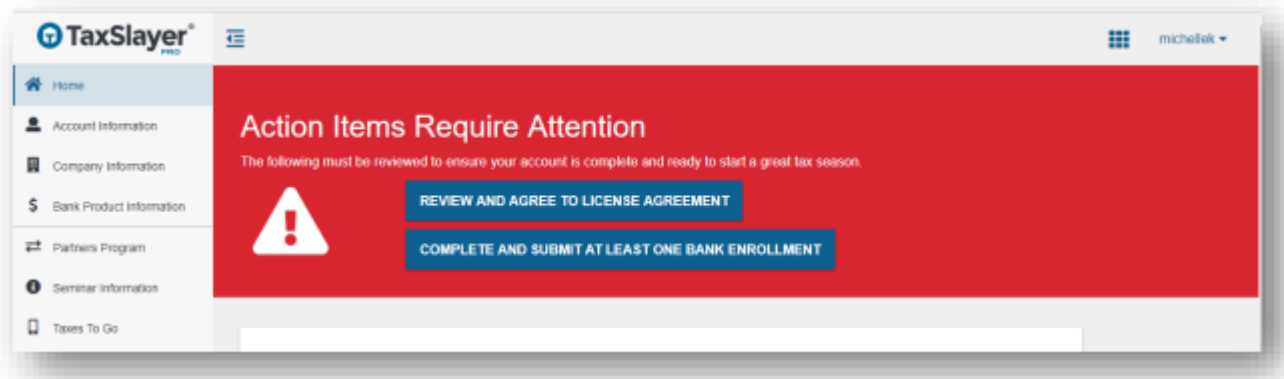 TaxSlayer®
PRO
michellek
Home
Account Information
Company Information
$ Bank Product Information
Partners Program
Seminar Information
Taxes To Go
Action Items Require Attention
The following must be reviewed to ensure your account is complete and ready to start a great tax season.
REVIEW AND AGREE TO LICENSE AGREEMENT
COMPLETE AND SUBMIT AT LEAST ONE BANK ENROLLMENT